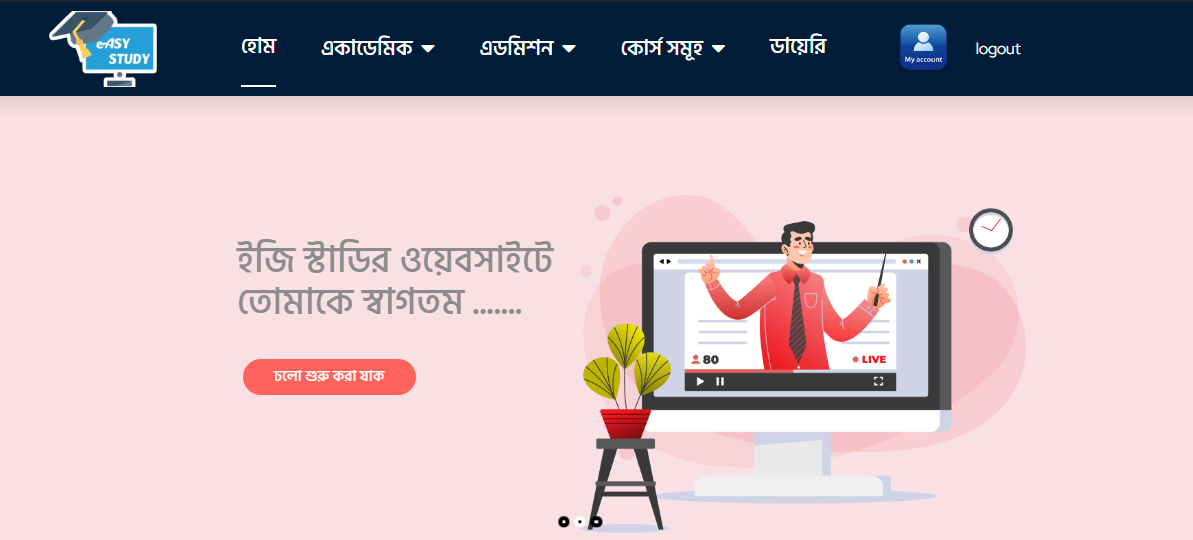 eASY
STUDY
হোম
একাডেমিক
এডমিশন
কোর্স সমূহ
ডায়েরি
My account
logout
ইজি স্টাডির ওয়েবসাইটে
তোমাকে স্বাগতম .......
চলো শুরু করা যাক
80
LIVE